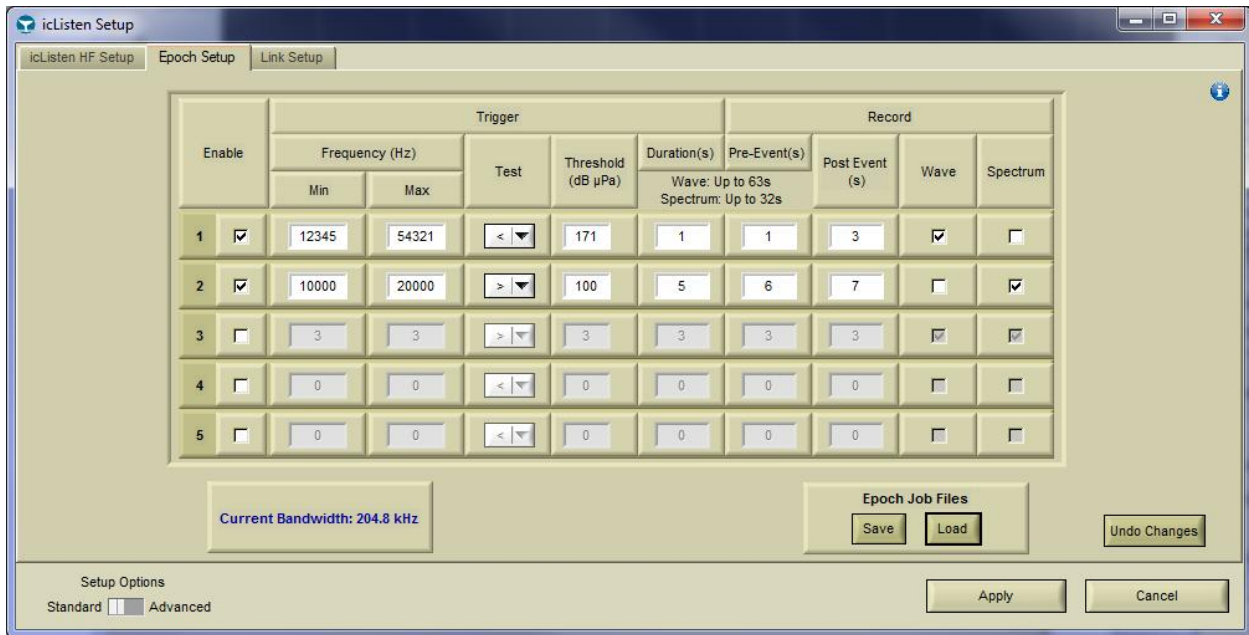 icListen Setup
icListen HF Setup Epoch Setup Link Setup
Trigger Record
Enable Frequency (Hz) Test Threshold (dB µPa) Duration(s) Pre-Event(s) Post Event (s) Wave Spectrum
Min Max Wave: Up to 63s
Spectrum: Up to 32s
1 12345 54321 < 171 1 1 3
2 10000 20000 > 100 5 6 7
3 3 3 > 3 3 3 3
4 0 0 < 0 0 0 0
5 0 0 < 0 0 0 0
Current Bandwidth: 204.8 kHz
Epoch Job Files
Save Load
Undo Changes
Setup Options
Standard Advanced
Apply Cancel